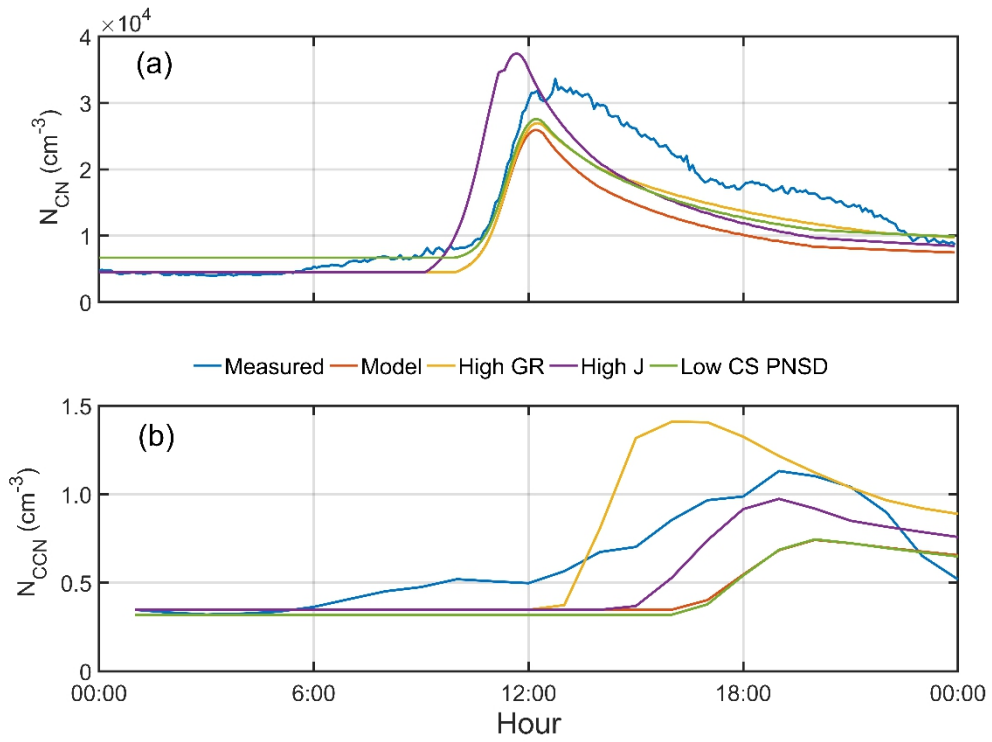 ×10⁴
(a)
4
3
2
1
0
N_CN (cm⁻³)
Measured Model High GR High J Low CS PNSD
(b)
1.5
1.0
0.5
0
N_CCN (cm⁻³)
00:00 6:00 12:00 18:00 00:00
Hour